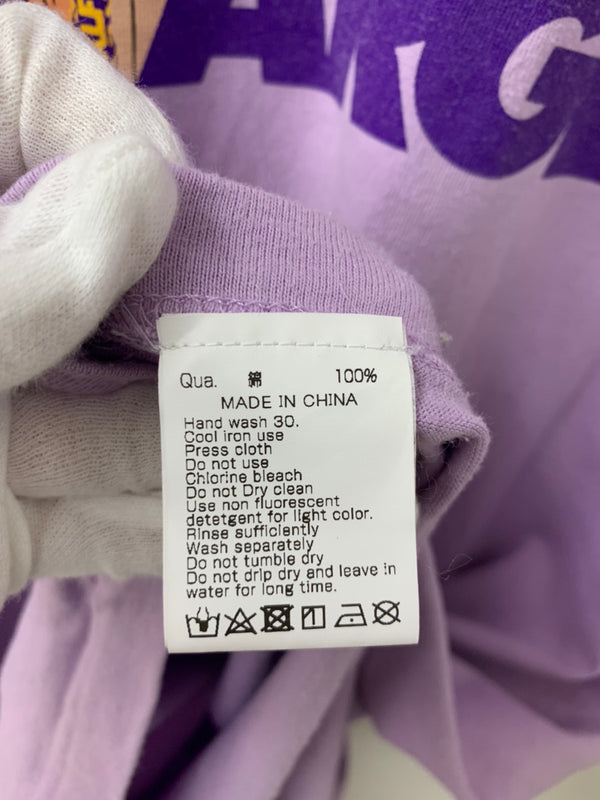 AKG
Qua. 綿 100%
MADE IN CHINA
Hand wash 30.
Cool iron use
Press cloth
Do not use
Chlorine bleach
Do not Dry clean
Use non fluorescent
detetgent for light color.
Rinse sufficiently
Wash separately
Do not tumble dry
Do not drip dry and leave in
water for long time.